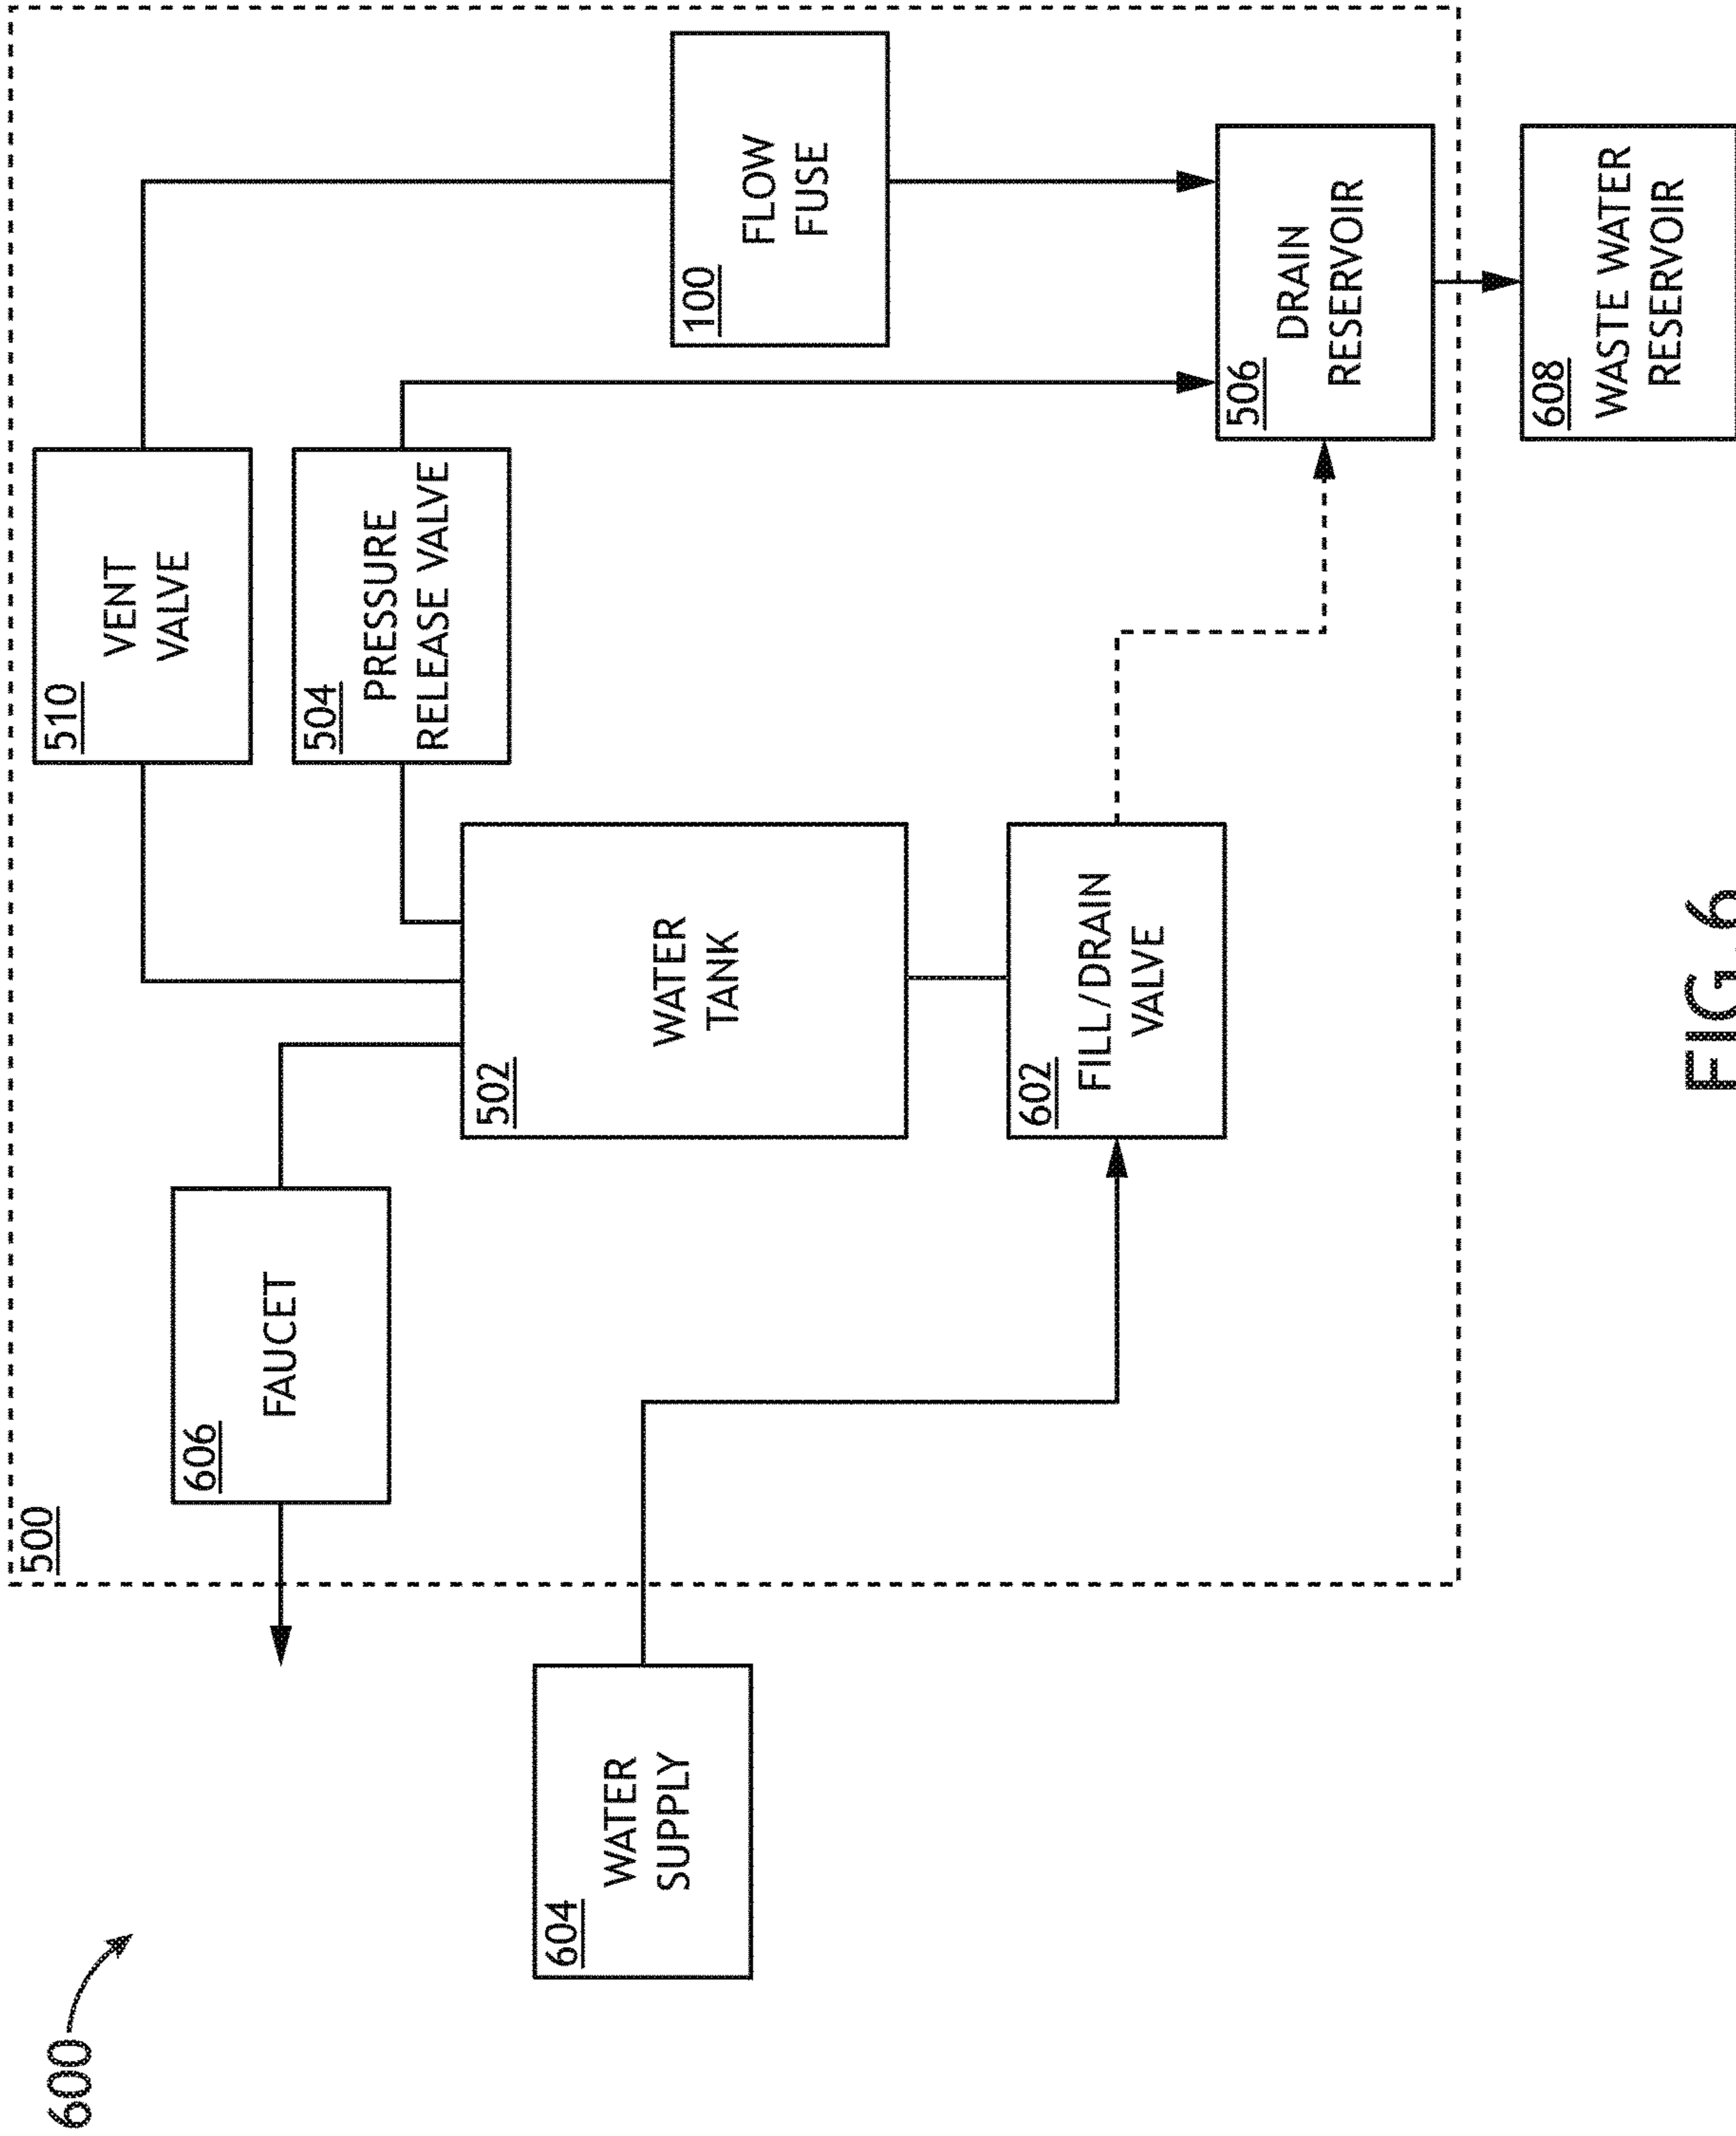 600
500
510
VENT
VALVE
606
FAUCET
504
PRESSURE
RELEASE VALVE
100
FLOW
FUSE
604
WATER
SUPPLY
502
WATER
TANK
602
FILL/DRAIN
VALVE
506
DRAIN
RESERVOIR
608
WASTE WATER
RESERVOIR
FIG.6